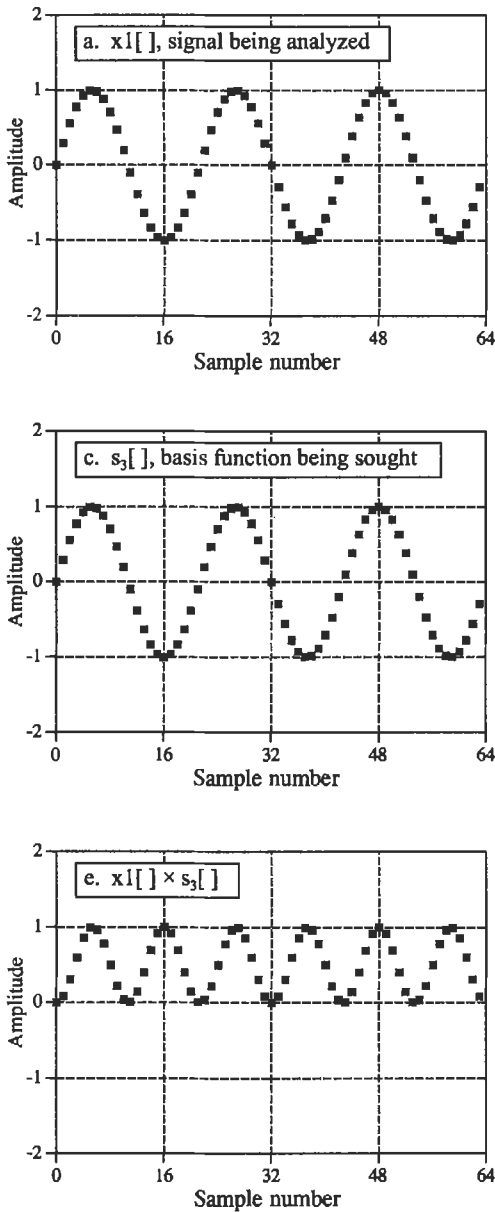 a. x1[ ], signal being analyzed
1
0
-1
-2
Amplitude
0 16 32 48 64
Sample number
2
c. s₃[ ], basis function being sought
1
0
-1
-2
Amplitude
0 16 32 48 64
Sample number
2
e. x1[ ] × s₃[ ]
1
0
-1
-2
Amplitude
0 16 32 48 64
Sample number